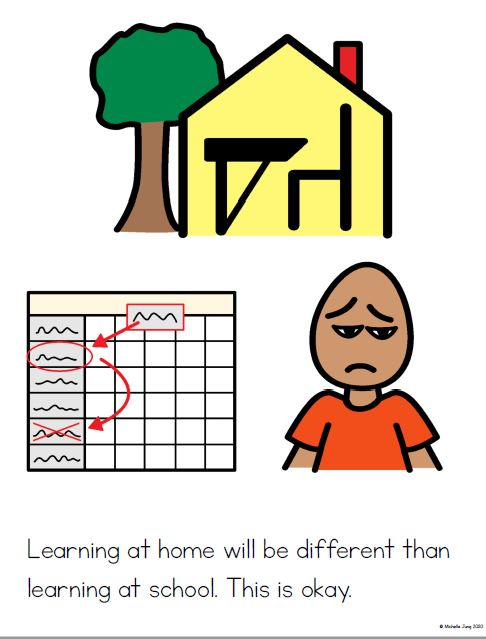 Learning at home will be different than
learning at school. This is okay.
© Michelle Jung 2020